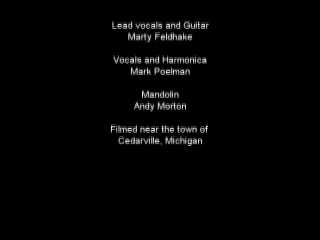 Lead vocals and Guitar
Marty Feldhake
Vocals and Harmonica
Mark Poelman
Mandolin
Andy Morton
Filmed near the town of
Cedarville, Michigan